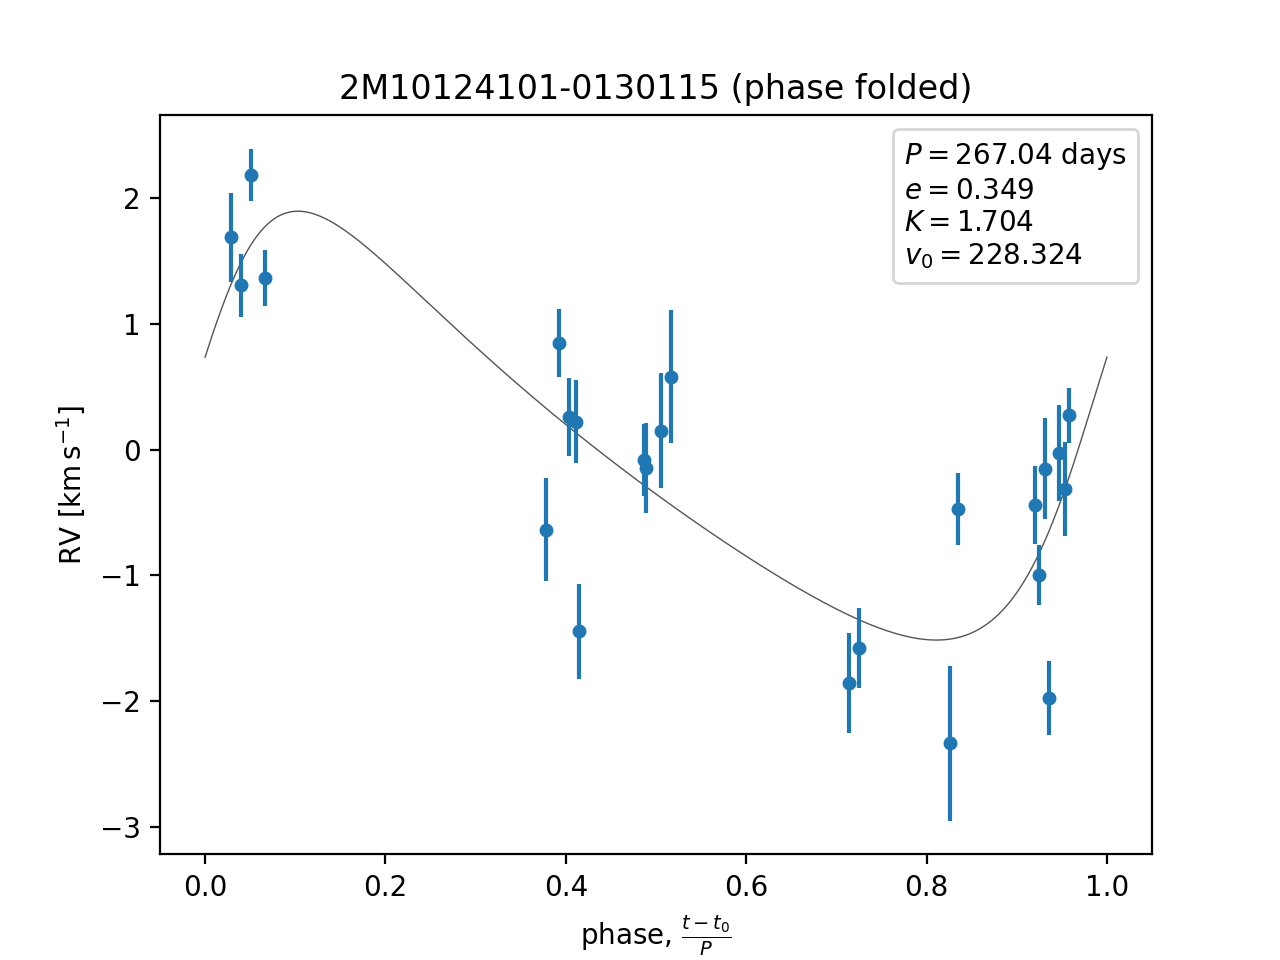 2M10124101-0130115 (phase folded)
P = 267.04 days
e = 0.349
K = 1.704
v₀ = 228.324
RV [km s⁻¹]
2
1
0
−1
−2
−3
0.0 0.2 0.4 0.6 0.8 1.0
phase, (t − t₀)/P